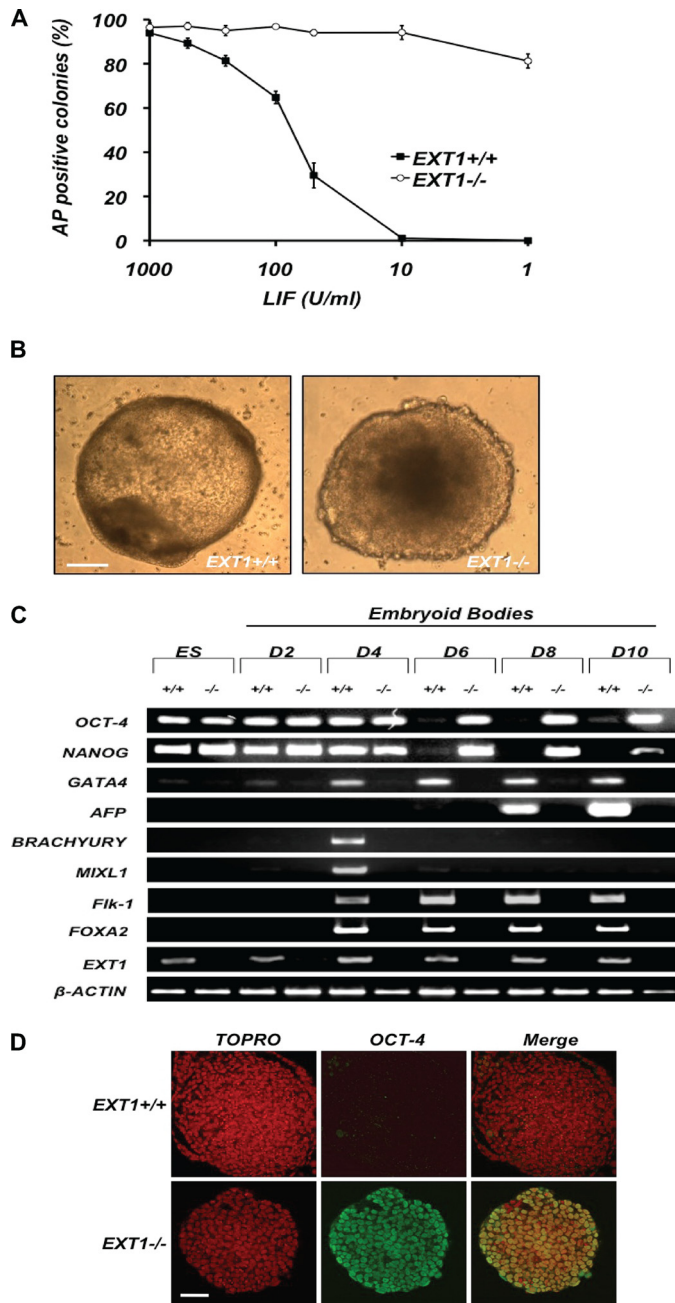 A
AP positive colonies (%)
100
80
60
40
20
0
EXT1+/+
EXT1-/-
1000
100
10
1
LIF (U/ml)
B
EXT1+/+
EXT1-/-
C
Embryoid Bodies
ES
D2
D4
D6
D8
D10
+/+ -/- +/+ -/- +/+ -/- +/+ -/- +/+ -/- +/+ -/-
OCT-4
NANOG
GATA4
AFP
BRACHYURY
MIXL1
Flk-1
FOXA2
EXT1
β-ACTIN
D
TOPRO
OCT-4
Merge
EXT1+/+
EXT1-/-